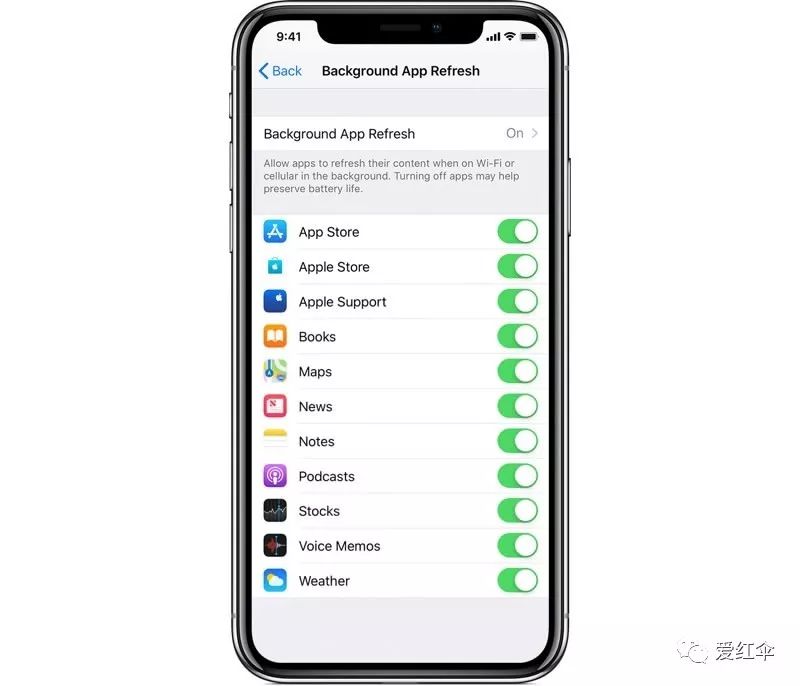 9:41
Back
Background App Refresh
Background App Refresh
On
Allow apps to refresh their content when on Wi-Fi or
cellular in the background. Turning off apps may help
preserve battery life.
App Store
Apple Store
Apple Support
Books
Maps
News
Notes
Podcasts
Stocks
Voice Memos
Weather
爱红伞